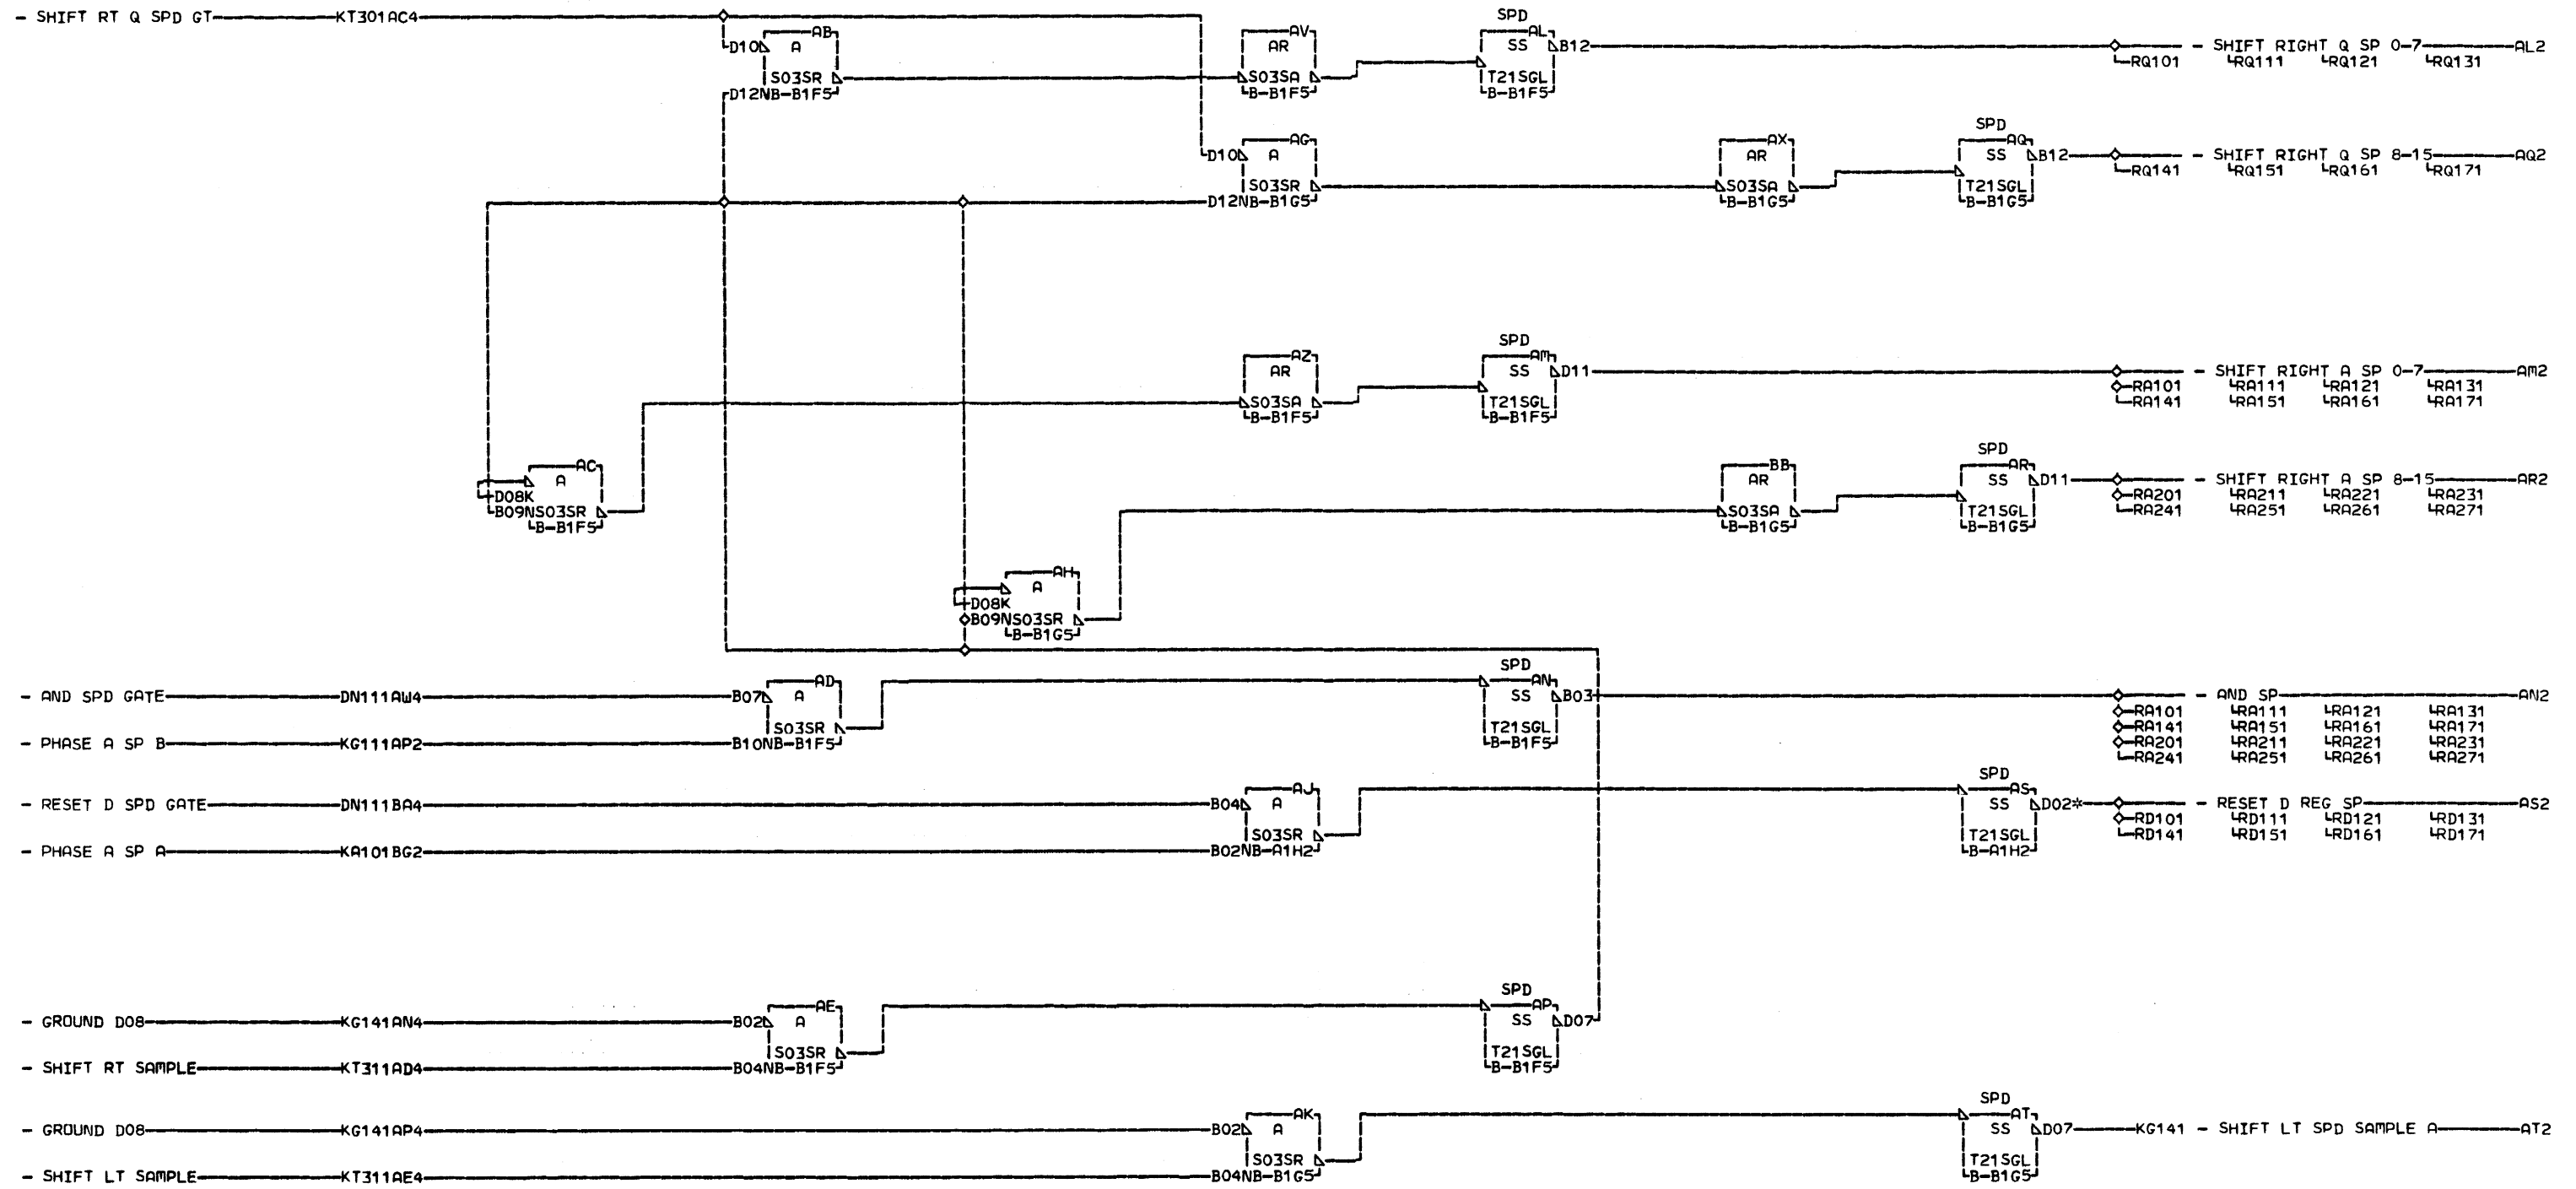 - SHIFT RT Q SPD GT KT301AC4
SPD
AB AV AL
D10 A AR SS B12 - SHIFT RIGHT Q SP 0-7 AL2
RQ101 RQ111 RQ121 RQ131
S03SR S03SA T21SGL
D12NB-B1F5 B-B1F5 B-B1F5
SPD
AG AX AQ
D10 A AR SS B12 - SHIFT RIGHT Q SP 8-15 AQ2
RQ141 RQ151 RQ161 RQ171
S03SR S03SA T21SGL
D12NB-B1G5 B-B1G5 B-B1G5
SPD
AZ AM
AR SS D11 - SHIFT RIGHT A SP 0-7 AM2
RA101 RA111 RA121 RA131
S03SA T21SGL RA141 RA151 RA161 RA171
B-B1F5 B-B1F5
SPD
AC BB AR
A AR SS D11 - SHIFT RIGHT A SP 8-15 AR2
D08K RA201 RA211 RA221 RA231
B09NS03SR S03SA T21SGL RA241 RA251 RA261 RA271
B-B1F5 B-B1G5 B-B1G5
AH
A
D08K
B09NS03SR
B-B1G5
SPD
AD AN
- AND SPD GATE DN111AW4 B07 A SS B03 - AND SP AN2
RA101 RA111 RA121 RA131
S03SR T21SGL RA141 RA151 RA161 RA171
- PHASE A SP B KG111AP2 B10NB-B1F5 B-B1F5 RA201 RA211 RA221 RA231
RA241 RA251 RA261 RA271
SPD
AJ AS
- RESET D SPD GATE DN111BA4 B04 A SS D02* - RESET D REG SP AS2
RD101 RD111 RD121 RD131
S03SR T21SGL RD141 RD151 RD161 RD171
- PHASE A SP A KA101BG2 B02NB-A1H2 B-A1H2
SPD
AE AP
- GROUND D08 KG141AN4 B02 A SS D07
S03SR T21SGL
- SHIFT RT SAMPLE KT311AD4 B04NB-B1F5 B-B1F5
SPD
AK AT
- GROUND D08 KG141AP4 B02 A SS D07 KG141 - SHIFT LT SPD SAMPLE A AT2
S03SR T21SGL
- SHIFT LT SAMPLE KT311AE4 B04NB-B1G5 B-B1G5